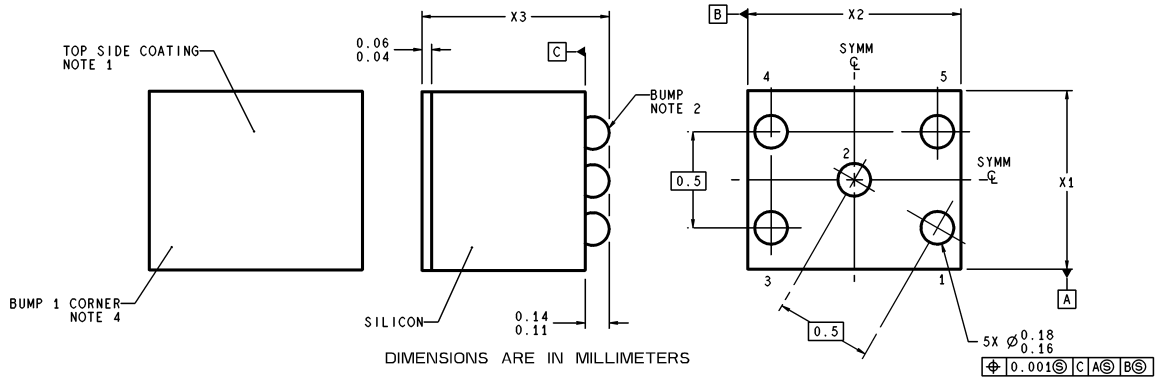 TOP SIDE COATING
NOTE 1
BUMP 1 CORNER
NOTE 4
X3
0.06
0.04
C
BUMP
NOTE 2
SILICON
0.14
0.11
B
X2
SYMM
℄
4
5
2
0.5
SYMM
℄
X1
3
1
A
0.5
5X ⌀ 0.18
0.16
⌖ 0.001Ⓢ C AⓈ BⓈ
DIMENSIONS ARE IN MILLIMETERS